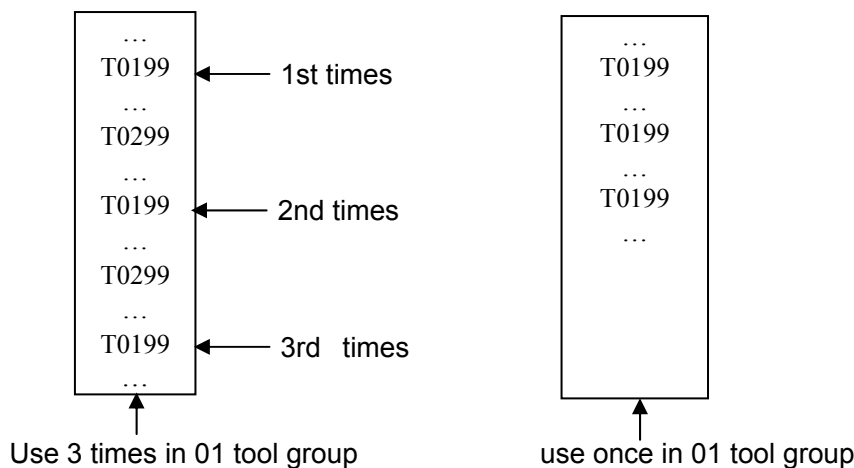 …
T0199
…
T0299
…
T0199
…
T0299
…
T0199
…
1st times
2nd times
3rd times
Use 3 times in 01 tool group
…
T0199
…
T0199
…
T0199
…
use once in 01 tool group